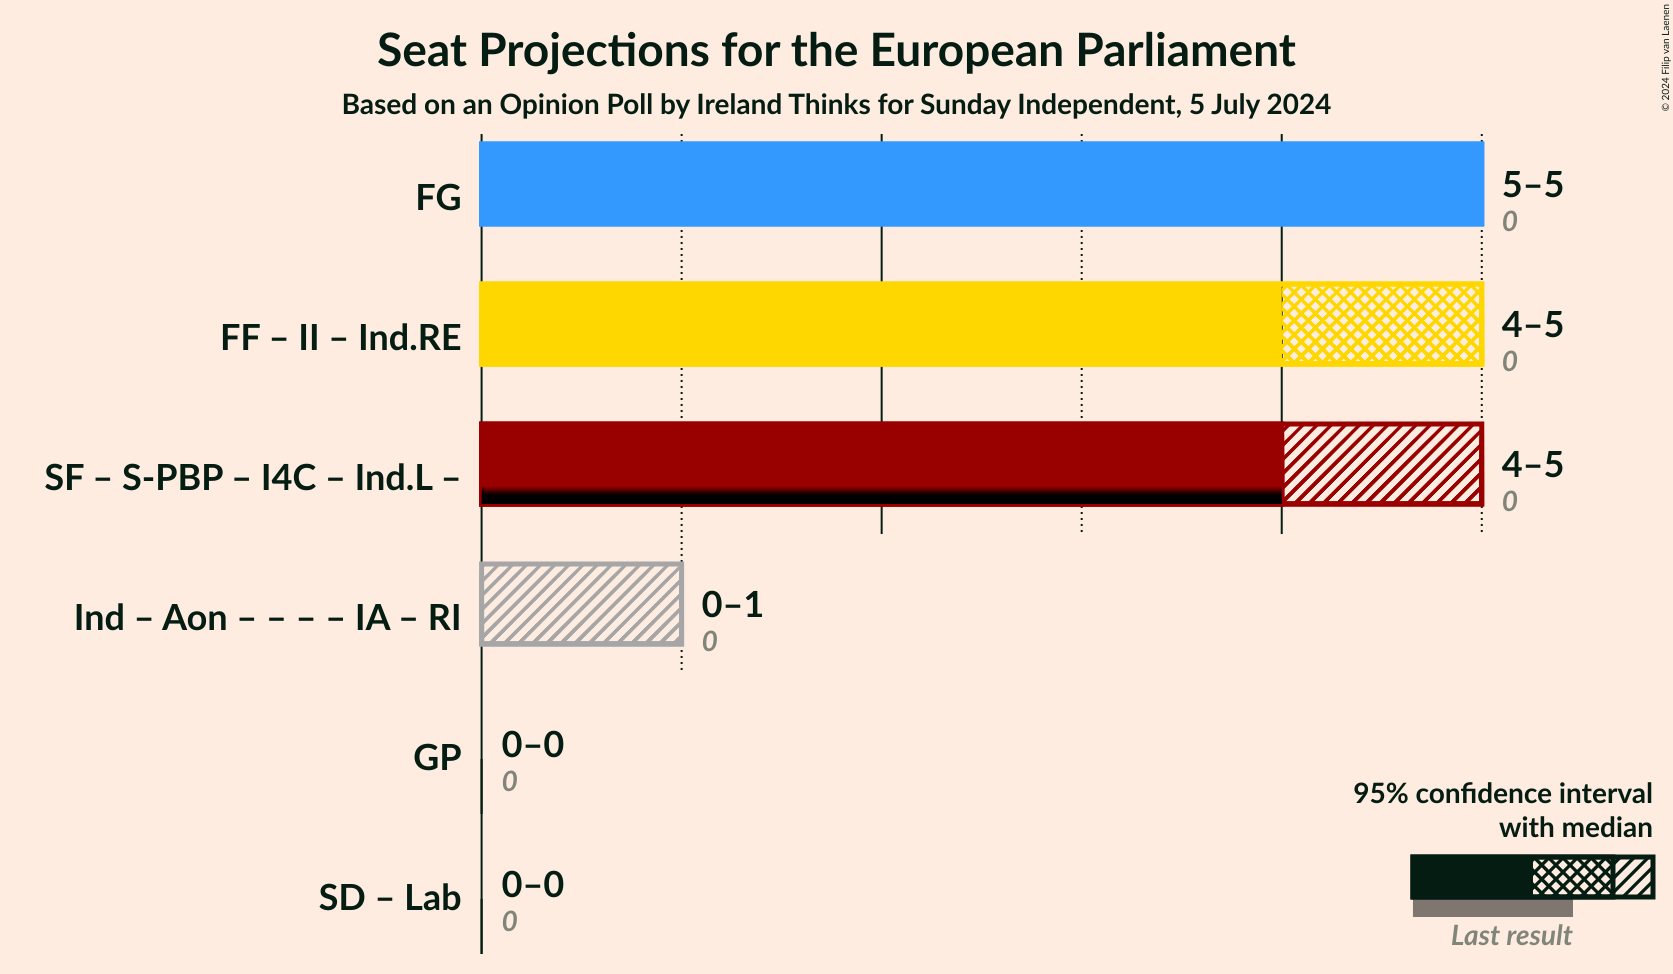 Seat Projections for the European Parliament
Based on an Opinion Poll by Ireland Thinks for Sunday Independent, 5 July 2024
© 2024 Filip van Laenen
FG
5–5
0
FF – II – Ind.RE
4–5
0
SF – S-PBP – I4C – Ind.L –
4–5
0
Ind – Aon – – – – IA – RI
0–1
0
GP
0–0
0
SD – Lab
0–0
0
95% confidence interval
with median
Last result